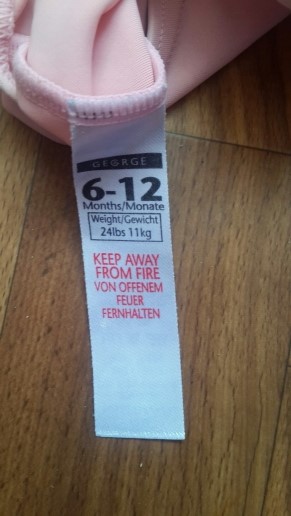 GEORGE
6-12
Months/Monate
Weight/Gewicht
24lbs 11kg
KEEP AWAY
FROM FIRE
VON OFFENEM
FEUER
FERNHALTEN